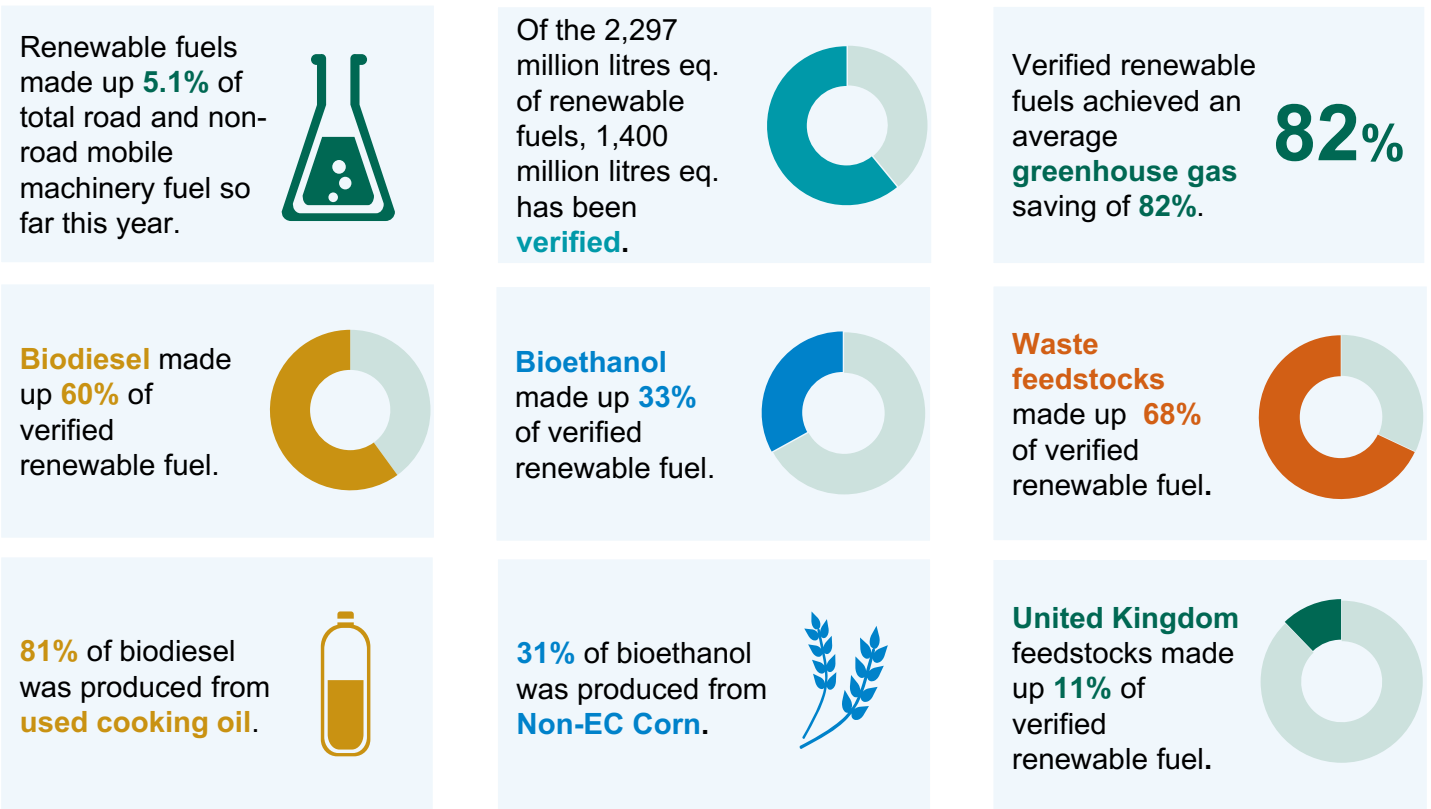 Renewable fuels
made up 5.1% of
total road and non-
road mobile
machinery fuel so
far this year.
Of the 2,297
million litres eq.
of renewable
fuels, 1,400
million litres eq.
has been
verified.
Verified renewable
fuels achieved an
average
greenhouse gas
saving of 82%.
82%
Biodiesel made
up 60% of
verified
renewable fuel.
Bioethanol
made up 33%
of verified
renewable fuel.
Waste
feedstocks
made up 68%
of verified
renewable fuel.
81% of biodiesel
was produced from
used cooking oil.
31% of bioethanol
was produced from
Non-EC Corn.
United Kingdom
feedstocks made
up 11% of
verified
renewable fuel.